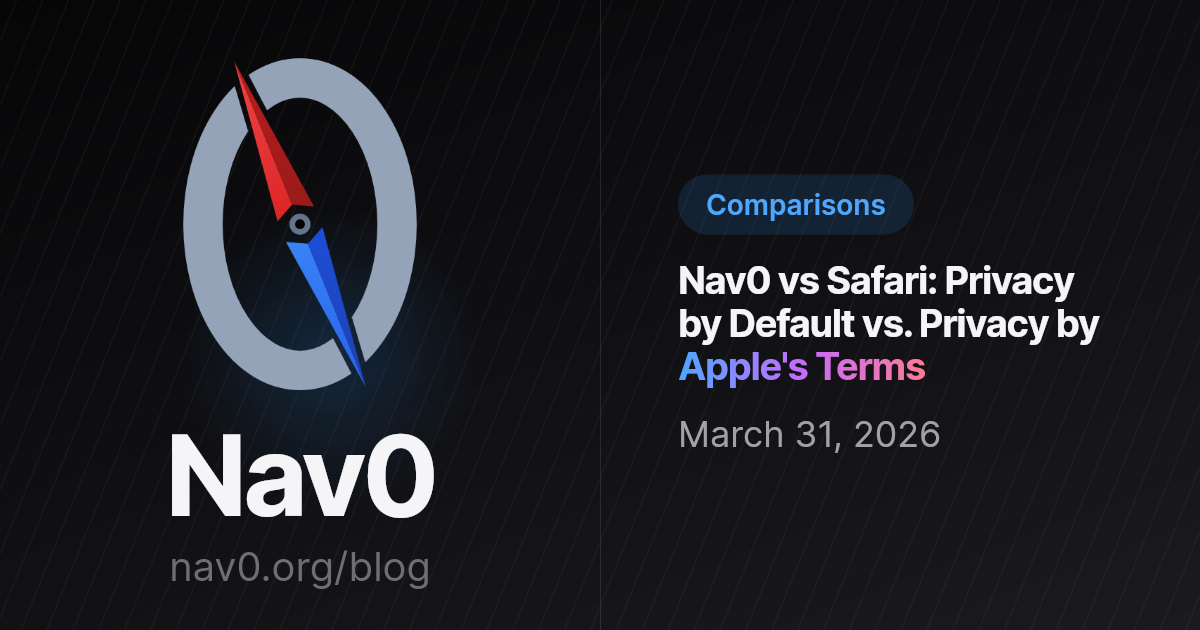 Nav0
nav0.org/blog
Comparisons
Nav0 vs Safari: Privacy
by Default vs. Privacy by
Apple's Terms
March 31, 2026